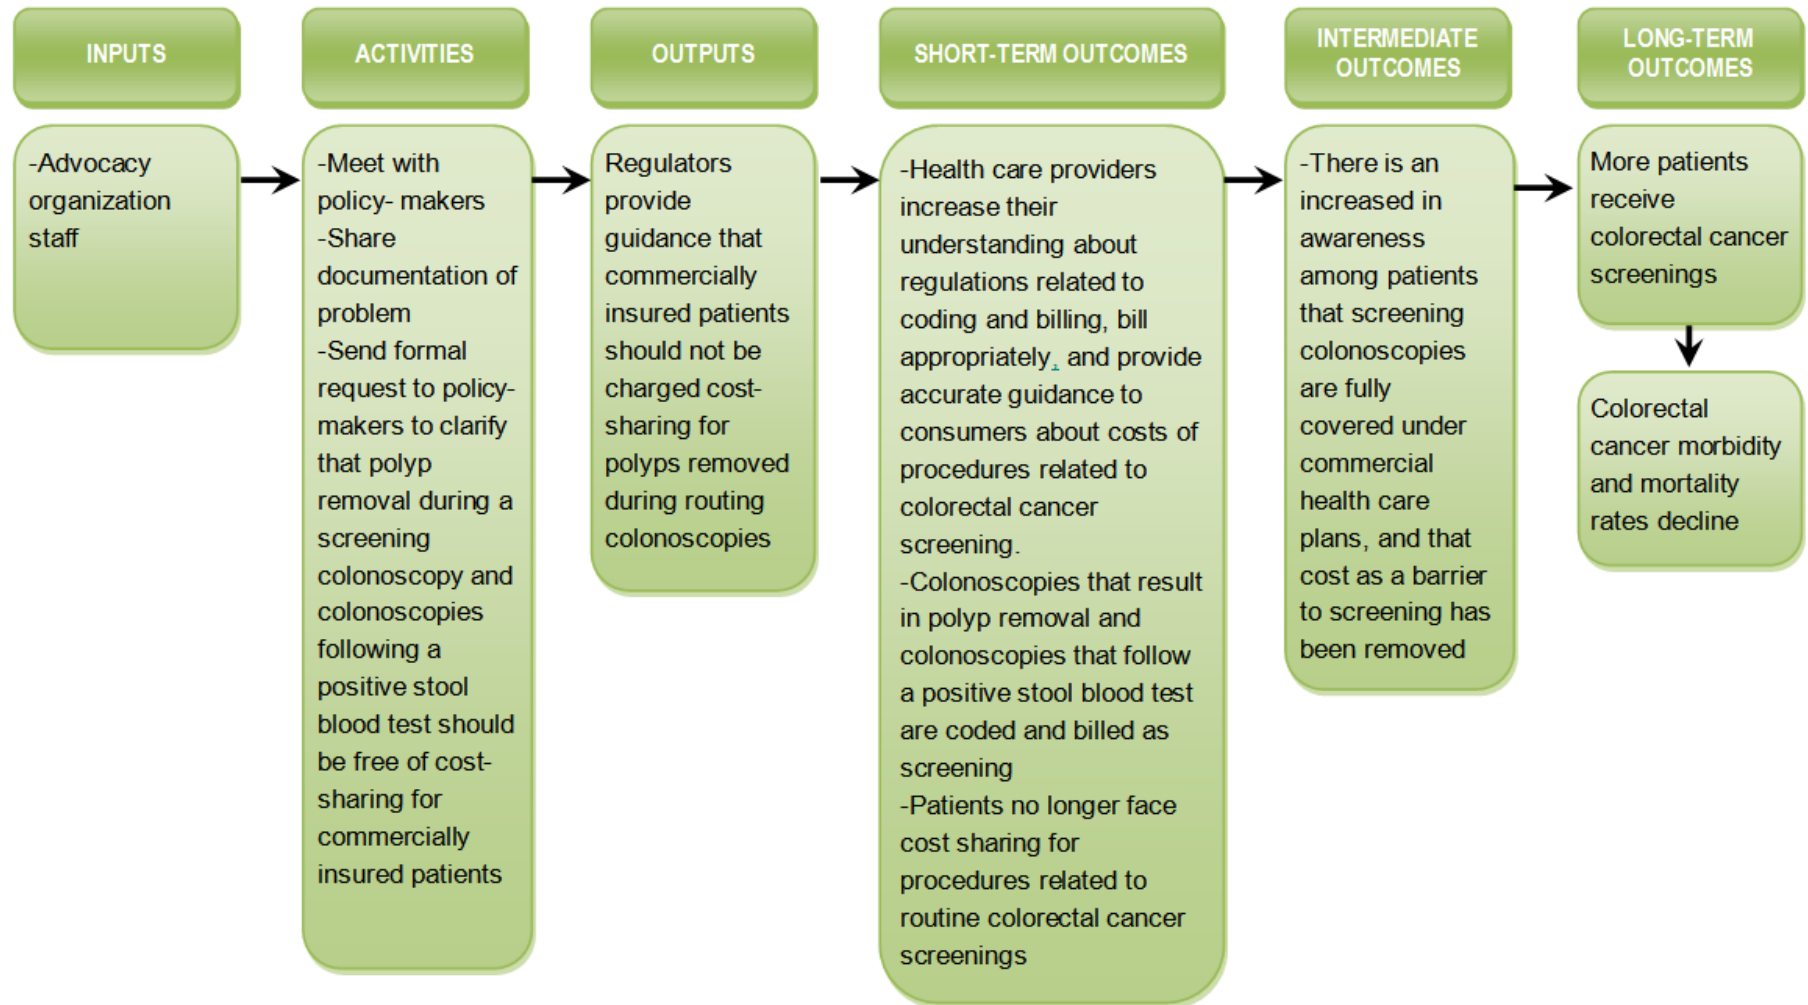 INPUTS
-Advocacy
organization
staff
ACTIVITIES
-Meet with
policy- makers
-Share
documentation of
problem
-Send formal
request to policy-
makers to clarify
that polyp
removal during a
screening
colonoscopy and
colonoscopies
following a
positive stool
blood test should
be free of cost-
sharing for
commercially
insured patients
OUTPUTS
Regulators
provide
guidance that
commercially
insured patients
should not be
charged cost-
sharing for
polyps removed
during routing
colonoscopies
SHORT-TERM OUTCOMES
-Health care providers
increase their
understanding about
regulations related to
coding and billing, bill
appropriately, and provide
accurate guidance to
consumers about costs of
procedures related to
colorectal cancer
screening.
-Colonoscopies that result
in polyp removal and
colonoscopies that follow
a positive stool blood test
are coded and billed as
screening
-Patients no longer face
cost sharing for
procedures related to
routine colorectal cancer
screenings
INTERMEDIATE
OUTCOMES
-There is an
increased in
awareness
among patients
that screening
colonoscopies
are fully
covered under
commercial
health care
plans, and that
cost as a barrier
to screening has
been removed
LONG-TERM
OUTCOMES
More patients
receive
colorectal cancer
screenings
Colorectal
cancer morbidity
and mortality
rates decline